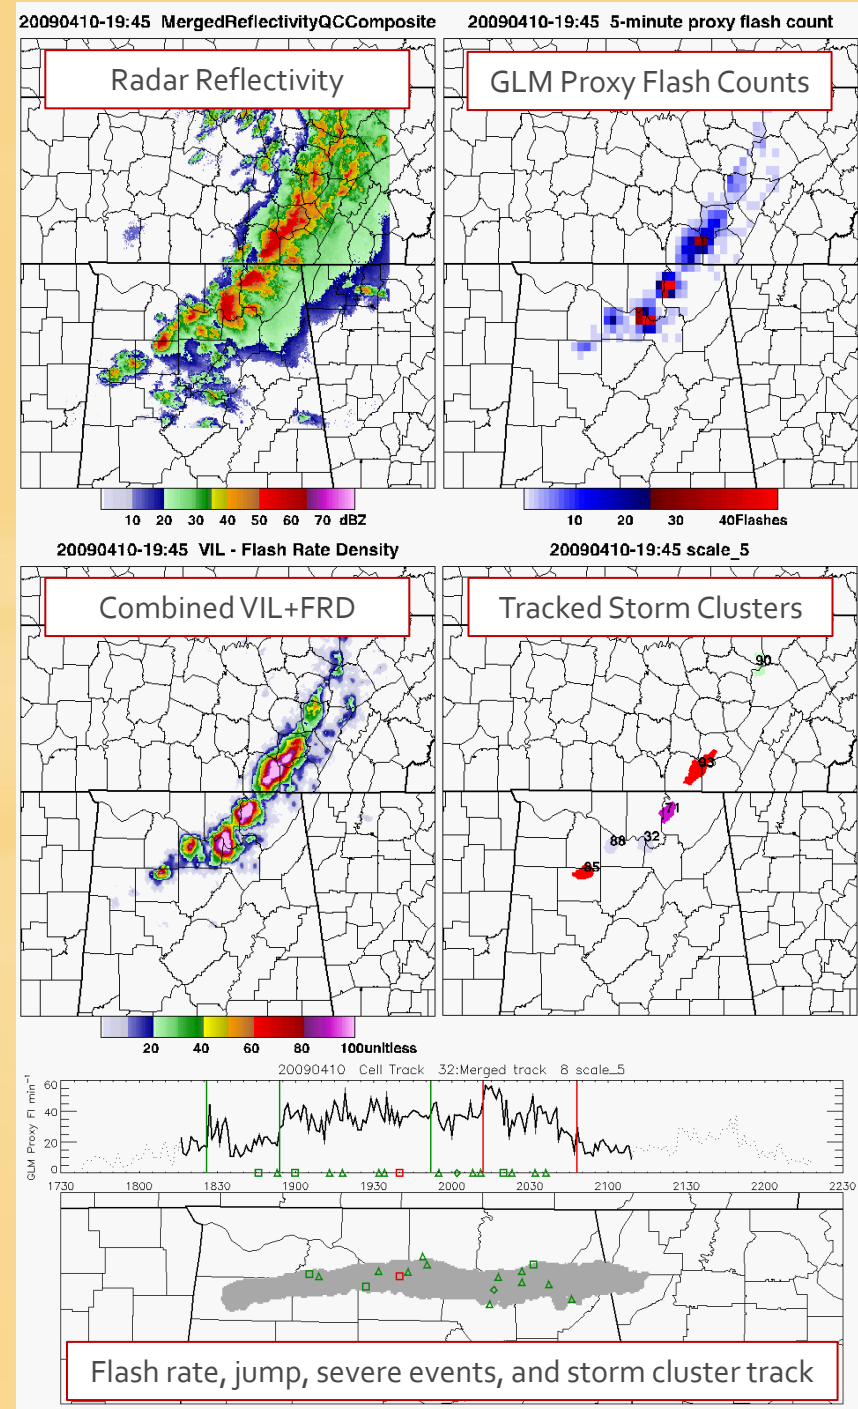 20090410-19:45 MergedReflectivityQCComposite
Radar Reflectivity
10 20 30 40 50 60 70 dBZ
20090410-19:45 5-minute proxy flash count
GLM Proxy Flash Counts
10 20 30 40Flashes
20090410-19:45 VIL - Flash Rate Density
Combined VIL+FRD
20 40 60 80 100unitless
20090410-19:45 scale_5
Tracked Storm Clusters
90
93
71
32
88
85
20090410 Cell Track 32:Merged track 8 scale_5
GLM Proxy Fl min⁻¹
60
40
20
0
1730 1800 1830 1900 1930 2000 2030 2100 2130 2200 2230
Flash rate, jump, severe events, and storm cluster track